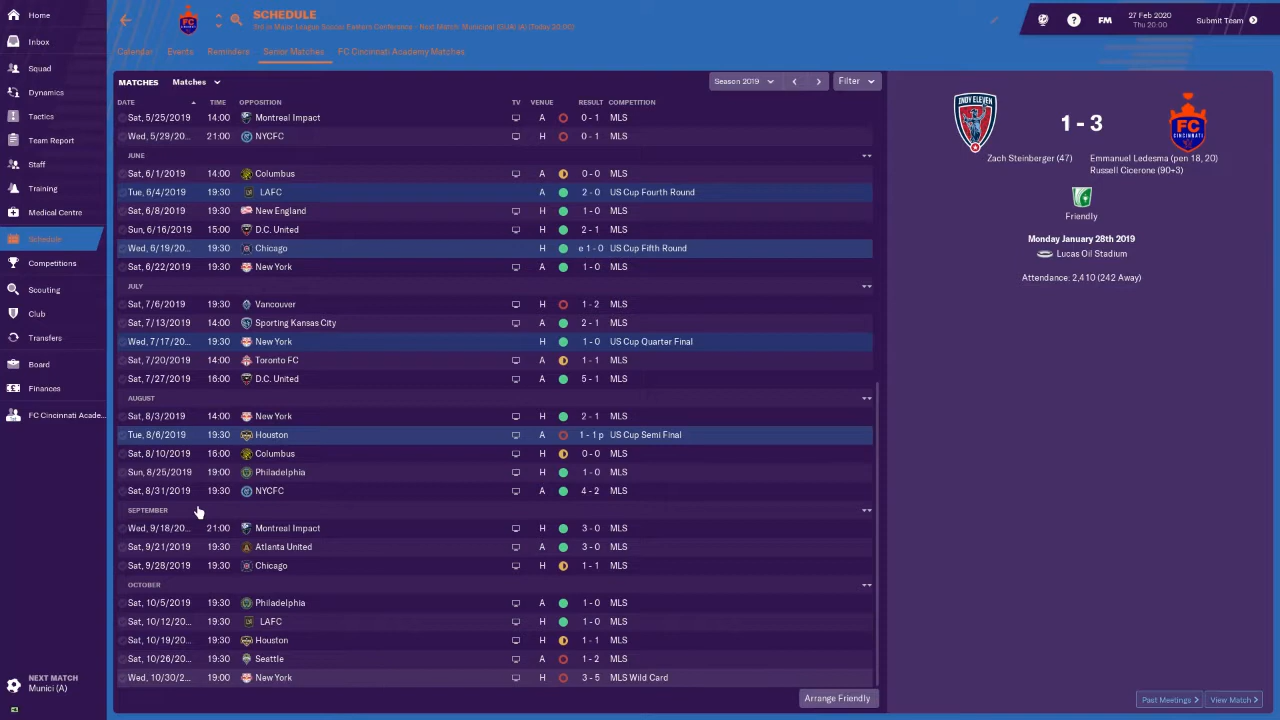 Home
Inbox
Squad
Dynamics
Tactics
Team Report
Staff
Training
Medical Centre
Schedule
Competitions
Scouting
Club
Transfers
Board
Finances
FC Cincinnati Acade...
NEXT MATCH
Munici (A)
SCHEDULE
3rd in Major League Soccer Eastern Conference - Next Match: Municipal (GUA) (A) (Today 20:00)
FM
27 Feb 2020
Thu 20:00
Submit Team
Calendar Events Reminders Senior Matches FC Cincinnati Academy Matches
MATCHES Matches Season 2019 Filter
DATE TIME OPPOSITION TV VENUE RESULT COMPETITION
Sat, 5/25/2019 14:00 Montreal Impact A 0 - 1 MLS
Wed, 5/29/20... 21:00 NYCFC H 0 - 1 MLS
JUNE
Sat, 6/1/2019 14:00 Columbus A 0 - 0 MLS
Tue, 6/4/2019 19:30 LAFC A 2 - 0 US Cup Fourth Round
Sat, 6/8/2019 19:30 New England H 1 - 0 MLS
Sun, 6/16/2019 15:00 D.C. United H 2 - 1 MLS
Wed, 6/19/20... 19:30 Chicago H e 1 - 0 US Cup Fifth Round
Sat, 6/22/2019 19:30 New York A 1 - 0 MLS
JULY
Sat, 7/6/2019 19:30 Vancouver H 1 - 2 MLS
Sat, 7/13/2019 14:00 Sporting Kansas City A 2 - 1 MLS
Wed, 7/17/20... 19:30 New York H 1 - 0 US Cup Quarter Final
Sat, 7/20/2019 14:00 Toronto FC A 1 - 1 MLS
Sat, 7/27/2019 16:00 D.C. United A 5 - 1 MLS
AUGUST
Sat, 8/3/2019 14:00 New York H 2 - 1 MLS
Tue, 8/6/2019 19:30 Houston A 1 - 1 p US Cup Semi Final
Sat, 8/10/2019 16:00 Columbus H 0 - 0 MLS
Sun, 8/25/2019 19:00 Philadelphia H 1 - 0 MLS
Sat, 8/31/2019 19:30 NYCFC A 4 - 2 MLS
SEPTEMBER
Wed, 9/18/20... 21:00 Montreal Impact H 3 - 0 MLS
Sat, 9/21/2019 19:30 Atlanta United A 3 - 0 MLS
Sat, 9/28/2019 19:30 Chicago H 1 - 1 MLS
OCTOBER
Sat, 10/5/2019 19:30 Philadelphia A 1 - 0 MLS
Sat, 10/12/20... 19:30 LAFC H 1 - 0 MLS
Sat, 10/19/20... 19:30 Houston H 1 - 1 MLS
Sat, 10/26/20... 19:30 Seattle A 1 - 2 MLS
Wed, 10/30/2... 19:00 New York H 3 - 5 MLS Wild Card
Arrange Friendly
INDY ELEVEN
1 - 3
FC
CINCINNATI
Zach Steinberger (47)
Emmanuel Ledesma (pen 18, 20)
Russell Cicerone (90+3)
Friendly
Monday January 28th 2019
Lucas Oil Stadium
Attendance: 2,410 (242 Away)
Past Meetings
View Match